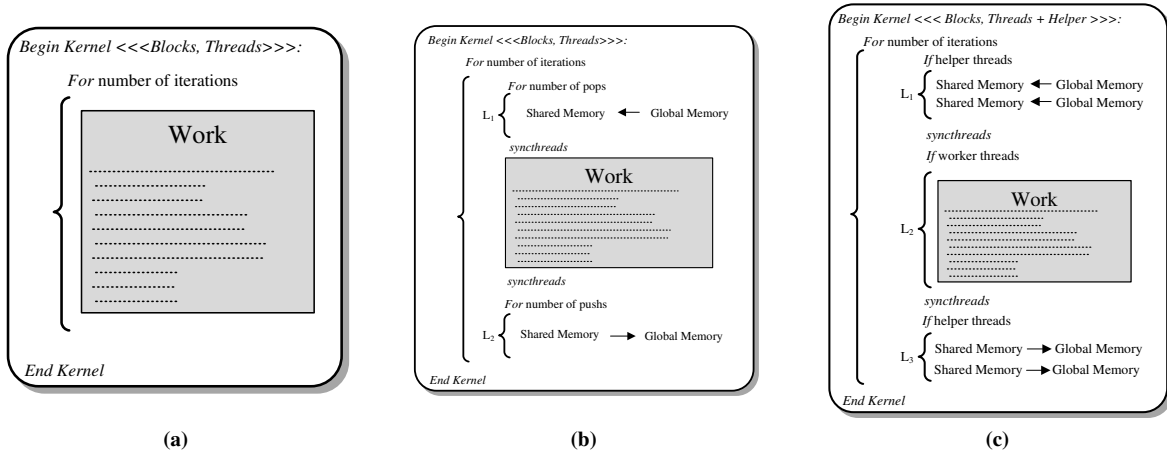 Begin Kernel <<<Blocks, Threads>>>:
For number of iterations
Work
End Kernel
(a)
Begin Kernel <<<Blocks, Threads>>>:
For number of iterations
For number of pops
L1 Shared Memory Global Memory
syncthreads
Work
syncthreads
For number of pushs
L2 Shared Memory Global Memory
End Kernel
(b)
Begin Kernel <<< Blocks, Threads + Helper >>>:
For number of iterations
If helper threads
L1 Shared Memory Global Memory
Shared Memory Global Memory
syncthreads
If worker threads
Work
L2
syncthreads
If helper threads
L3 Shared Memory Global Memory
Shared Memory Global Memory
End Kernel
(c)